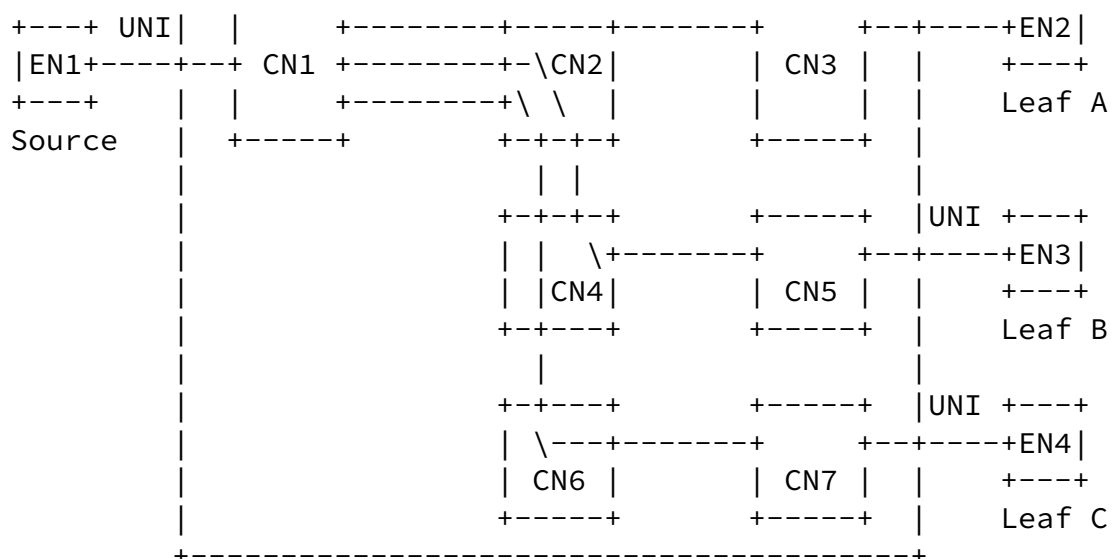 +---+ UNI|  |     +--------+-----+-------+     +--+----+EN2|
|EN1+----+--+ CN1 +--------+-\CN2|       | CN3 |  |    +---+
+---+    |  |     +--------+\ \  |       |     |  |    Leaf A
Source   |  +-----+        +-+-+-+       +-----+  |
         |                   | |                  |
         |                 +-+-+-+       +-----+  |UNI +---+
         |                 | |  \+-------+     +--+----+EN3|
         |                 | |CN4|       | CN5 |  |    +---+
         |                 +-+---+       +-----+  |    Leaf B
         |                   |                    |
         |                 +-+---+       +-----+  |UNI +---+
         |                 | \---+-------+     +--+----+EN4|
         |                 | CN6 |       | CN7 |  |    +---+
         |                 +-----+       +-----+  |    Leaf C
         +----------------------------------------+